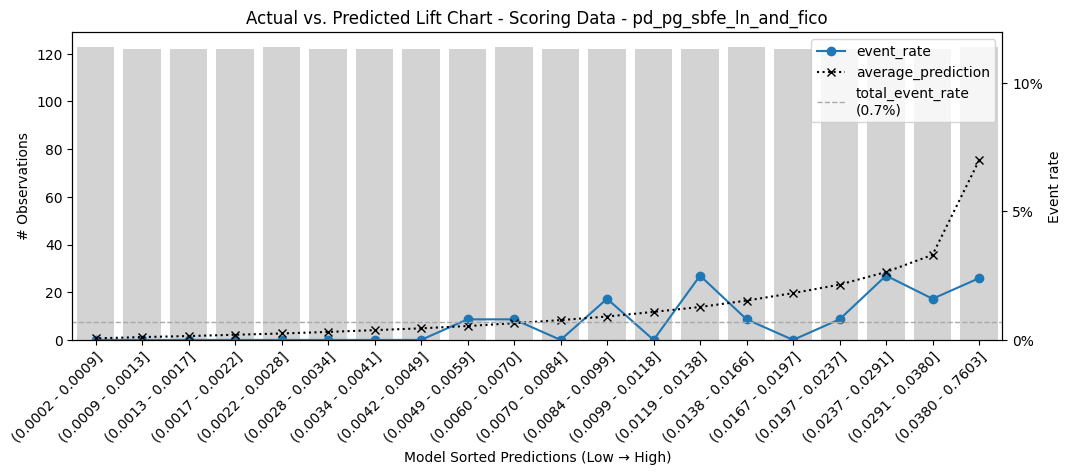 Actual vs. Predicted Lift Chart - Scoring Data - pd_pg_sbfe_ln_and_fico
event_rate
average_prediction
total_event_rate
(0.7%)
# Observations
120
100
80
60
40
20
0
10%
5%
0%
Event rate
(0.0002 - 0.0009]
(0.0009 - 0.0013]
(0.0013 - 0.0017]
(0.0017 - 0.0022]
(0.0022 - 0.0028]
(0.0028 - 0.0034]
(0.0034 - 0.0041]
(0.0042 - 0.0049]
(0.0049 - 0.0059]
(0.0060 - 0.0070]
(0.0070 - 0.0084]
(0.0084 - 0.0099]
(0.0099 - 0.0118]
(0.0119 - 0.0138]
(0.0138 - 0.0166]
(0.0167 - 0.0197]
(0.0197 - 0.0237]
(0.0237 - 0.0291]
(0.0291 - 0.0380]
(0.0380 - 0.7603]
Model Sorted Predictions (Low → High)